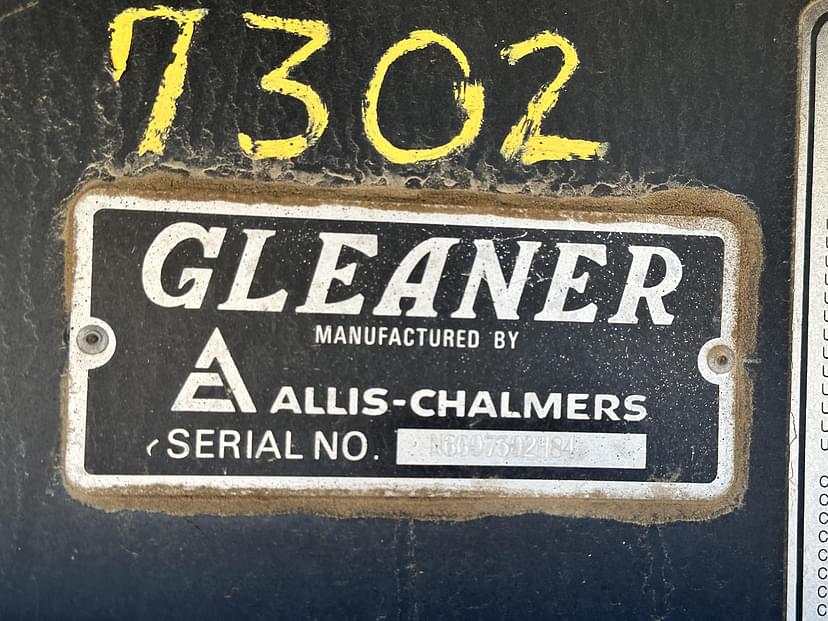 7302
GLEANER
MANUFACTURED BY
ALLIS-CHALMERS
SERIAL NO.